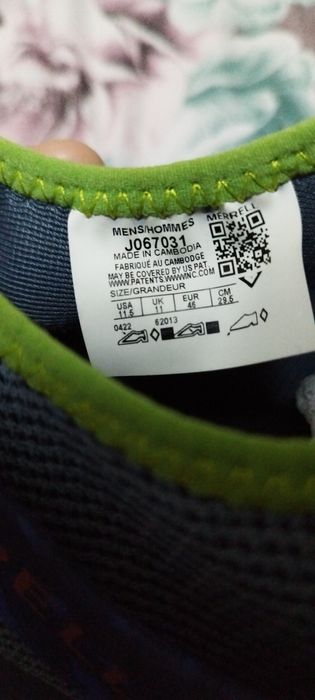 MENS/HOMMES
MERRELL
J067031
MADE IN CAMBODIA
FABRIQUÉ AU CAMBODGE
MAY BE COVERED BY US PAT.
WWW.PATENTS.WWWINC.COM
SIZE/GRANDEUR
USA UK EUR CM
11.5 11 46 29.5
0422 62013